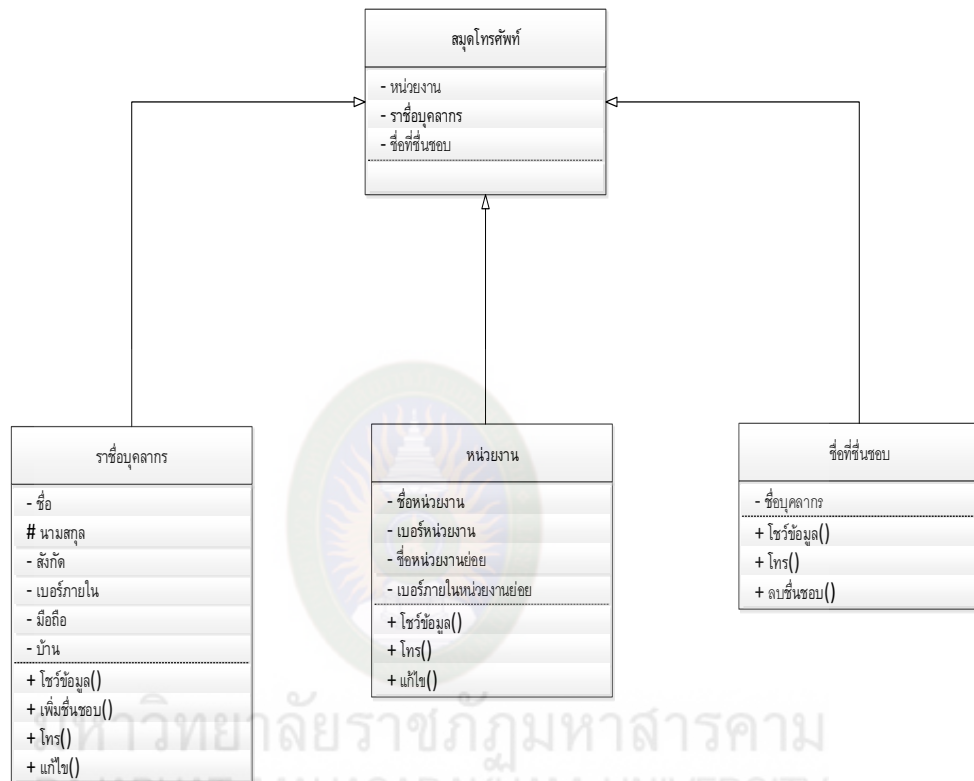 สมุดโทรศัพท์
- หน่วยงาน
- ราชื่อบุคลากร
- ชื่อที่ชื่นชอบ
ราชื่อบุคลากร
- ชื่อ
# นามสกุล
- สังกัด
- เบอร์ภายใน
- มือถือ
- บ้าน
+ โชว์ข้อมูล()
+ เพิ่มชื่นชอบ()
+ โทร()
+ แก้ไข()
หน่วยงาน
- ชื่อหน่วยงาน
- เบอร์หน่วยงาน
- ชื่อหน่วยงานย่อย
- เบอร์ภายในหน่วยงานย่อย
+ โชว์ข้อมูล()
+ โทร()
+ แก้ไข()
ชื่อที่ชื่นชอบ
- ชื่อบุคลากร
+ โชว์ข้อมูล()
+ โทร()
+ ลบชื่นชอบ()
มหาวิทยาลัยราชภัฏมหาสารคาม